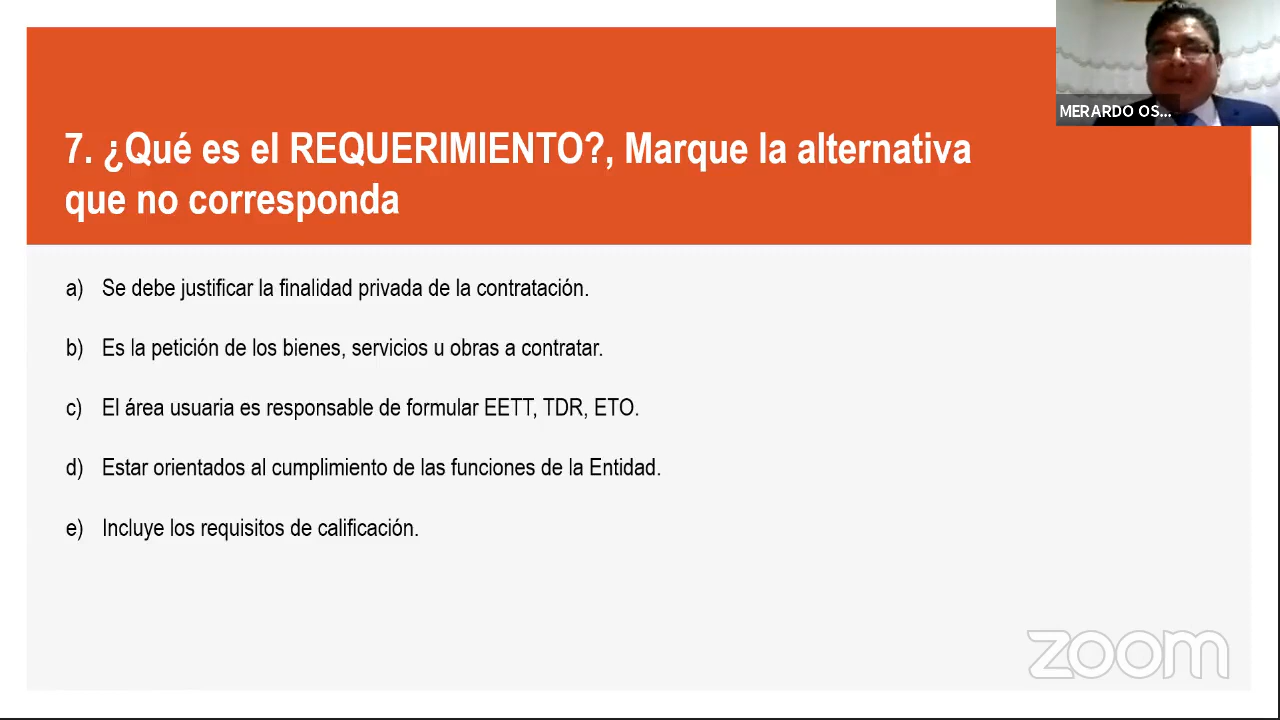 MERARDO OS...
7. ¿Qué es el REQUERIMIENTO?, Marque la alternativa
que no corresponda
a) Se debe justificar la finalidad privada de la contratación.
b) Es la petición de los bienes, servicios u obras a contratar.
c) El área usuaria es responsable de formular EETT, TDR, ETO.
d) Estar orientados al cumplimiento de las funciones de la Entidad.
e) Incluye los requisitos de calificación.
zoom